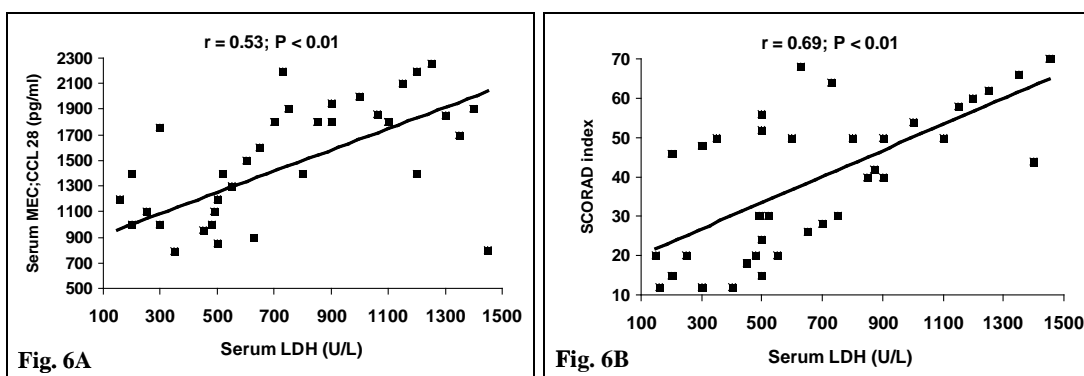 r = 0.53; P < 0.01
Serum MEC;CCL 28 (pg/ml)
2300
2100
1900
1700
1500
1300
1100
900
700
500
100 300 500 700 900 1100 1300 1500
Serum LDH (U/L)
Fig. 6A
r = 0.69; P < 0.01
SCORAD index
70
60
50
40
30
20
10
100 300 500 700 900 1100 1300 1500
Serum LDH (U/L)
Fig. 6B